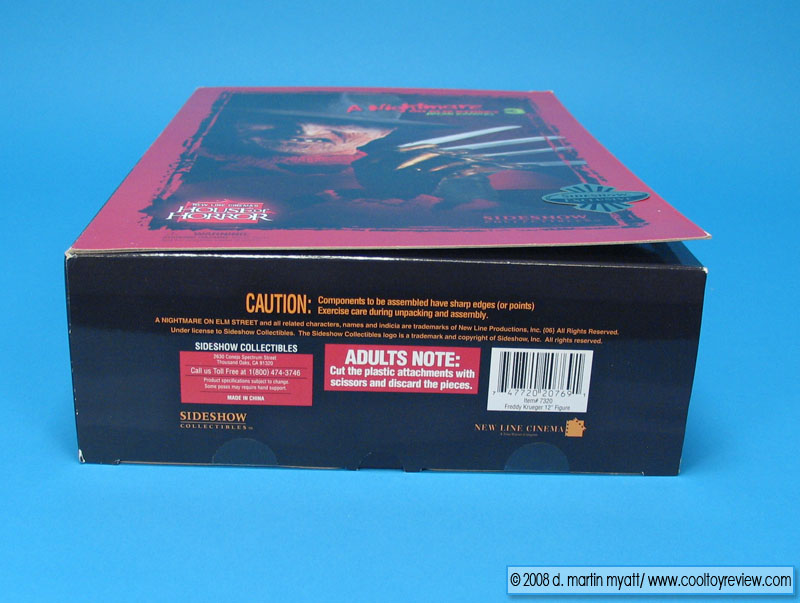 A Nightmare
3
NEW LINE CINEMA'S
HOUSE OF
HORROR
SIDESHOW
WARNING
CAUTION: Components to be assembled have sharp edges (or points)
Exercise care during unpacking and assembly.
A NIGHTMARE ON ELM STREET and all related characters, names and indicia are trademarks of New Line Productions, Inc. (06) All Rights Reserved.
Under license to Sideshow Collectibles. The Sideshow Collectibles logo is a trademark and copyright of Sideshow, Inc. All rights reserved.
SIDESHOW COLLECTIBLES
2630 Conejo Spectrum Street
Thousand Oaks, CA 91320
Call us Toll Free at 1(800) 474-3746
Product specifications subject to change.
Some poses may require hand support.
MADE IN CHINA
SIDESHOW
COLLECTIBLES
ADULTS NOTE:
Cut the plastic attachments with
scissors and discard the pieces.
7 47720 20769 1
Item# 7320
Freddy Krueger 12" Figure
NEW LINE CINEMA
© 2008 d. martin myatt/ www.cooltoyreview.com